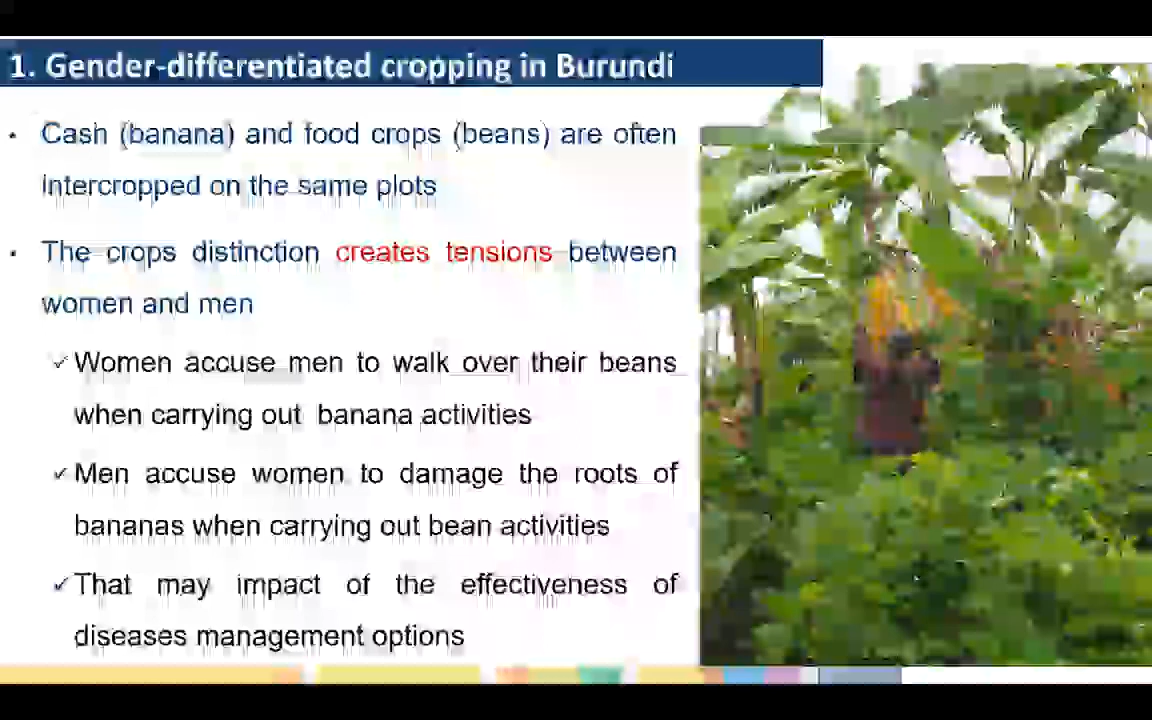 1. Gender-differentiated cropping in Burundi
• Cash (banana) and food crops (beans) are often
intercropped on the same plots
• The crops distinction creates tensions between
women and men
✓ Women accuse men to walk over their beans
when carrying out banana activities
✓ Men accuse women to damage the roots of
bananas when carrying out bean activities
✓ That may impact of the effectiveness of
diseases management options